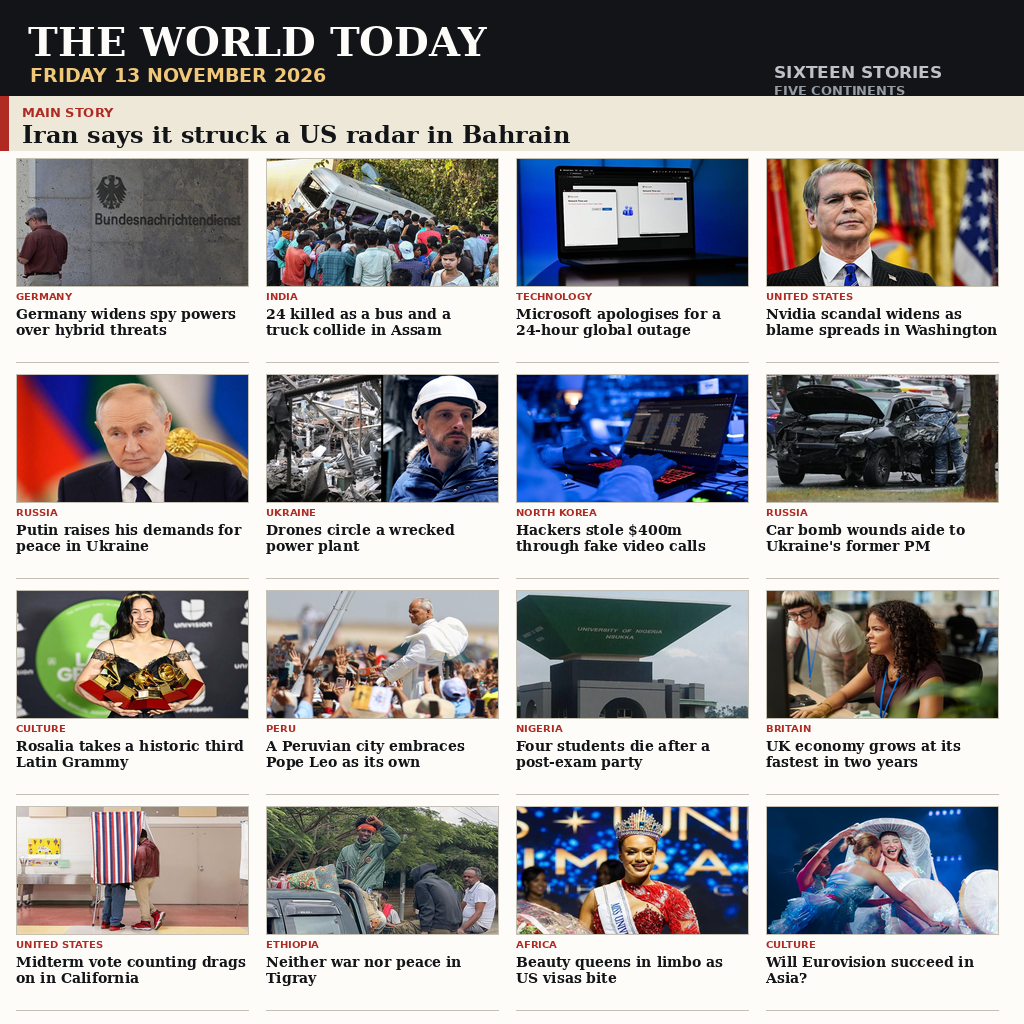 THE WORLD TODAY
FRIDAY 13 NOVEMBER 2026
SIXTEEN STORIES
FIVE CONTINENTS
MAIN STORY
Iran says it struck a US radar in Bahrain
Bundesnachrichtendienst
GERMANY
Germany widens spy powers
over hybrid threats
INDIA
24 killed as a bus and a
truck collide in Assam
TECHNOLOGY
Microsoft apologises for a
24-hour global outage
UNITED STATES
Nvidia scandal widens as
blame spreads in Washington
RUSSIA
Putin raises his demands for
peace in Ukraine
UKRAINE
Drones circle a wrecked
power plant
NORTH KOREA
Hackers stole $400m
through fake video calls
RUSSIA
Car bomb wounds aide to
Ukraine's former PM
univision
CULTURE
Rosalia takes a historic third
Latin Grammy
PERU
A Peruvian city embraces
Pope Leo as its own
UNIVERSITY OF NIGERIA
NSUKKA
NIGERIA
Four students die after a
post-exam party
BRITAIN
UK economy grows at its
fastest in two years
UNITED STATES
Midterm vote counting drags
on in California
ETHIOPIA
Neither war nor peace in
Tigray
MISS
AFRICA
Beauty queens in limbo as
US visas bite
CULTURE
Will Eurovision succeed in
Asia?